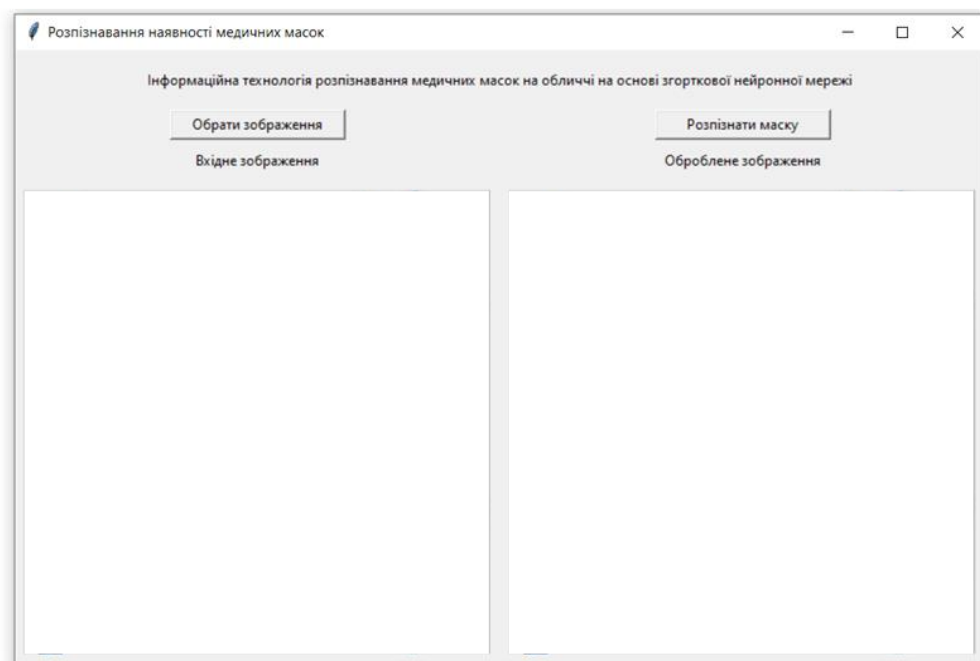 Розпізнавання наявності медичних масок
Інформаційна технологія розпізнавання медичних масок на обличчі на основі згорткової нейронної мережі
Обрати зображення
Розпізнати маску
Вхідне зображення
Оброблене зображення